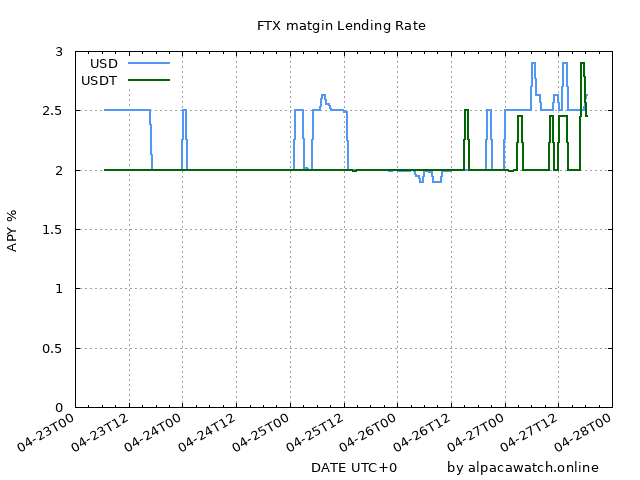 FTX matgin Lending Rate
USD
USDT
3
2.5
2
1.5
1
0.5
0
APY %
04-23T00
04-23T12
04-24T00
04-24T12
04-25T00
04-25T12
04-26T00
04-26T12
04-27T00
04-27T12
04-28T00
DATE UTC+0
by alpacawatch.online